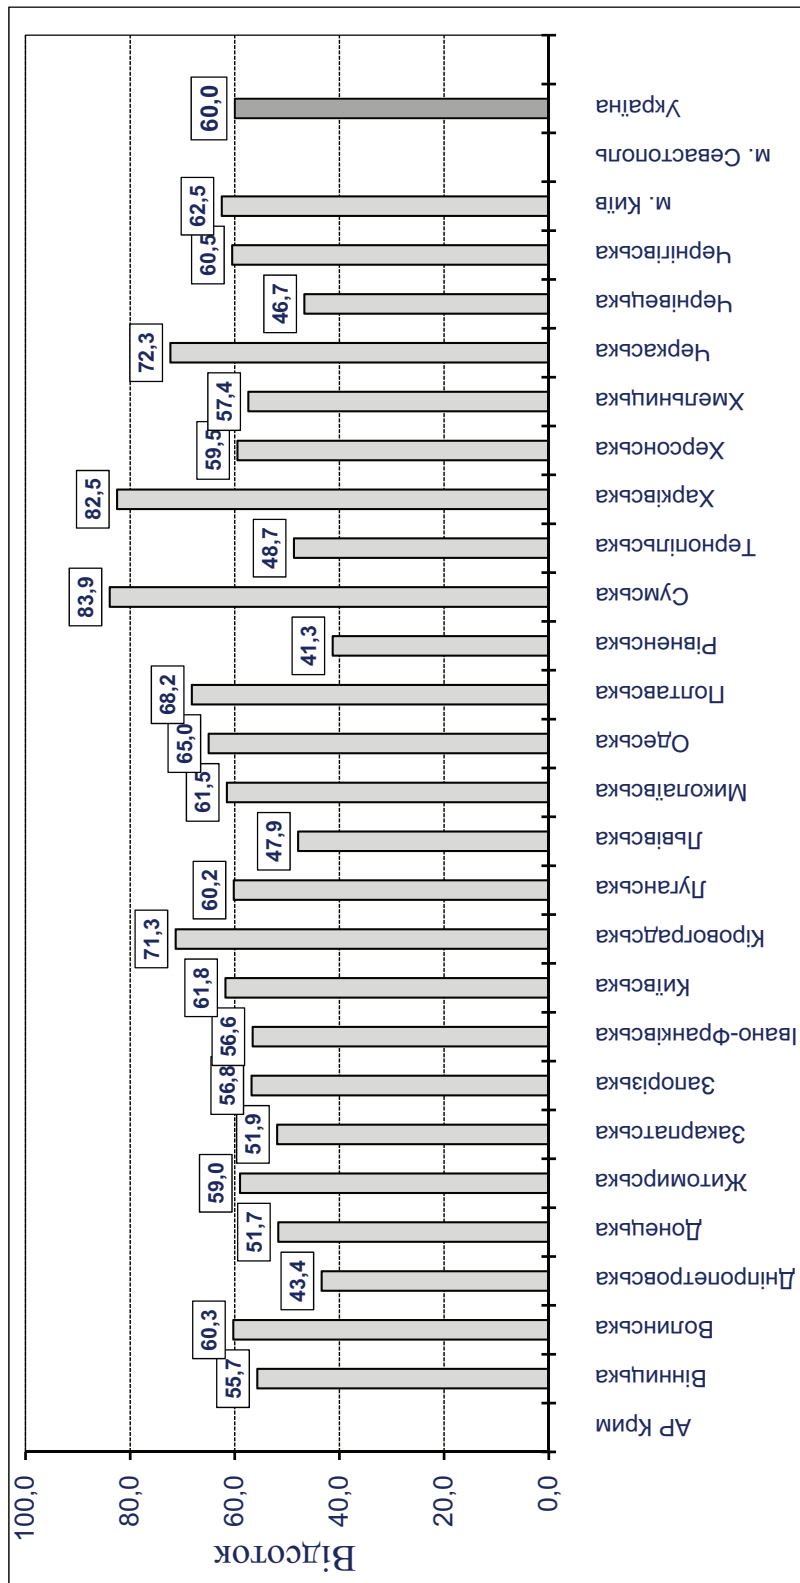 Відсоток
100,0
80,0
60,0
40,0
20,0
0,0
55,7
60,3
43,4
51,7
59,0
51,9
56,8
56,6
61,8
71,3
60,2
47,9
61,5
65,0
68,2
41,3
83,9
48,7
82,5
59,5
57,4
72,3
46,7
60,5
62,5
60,0
АР Крим
Вінницька
Волинська
Дніпропетровська
Донецька
Житомирська
Закарпатська
Запорізька
Івано-Франківська
Київська
Кіровоградська
Луганська
Львівська
Миколаївська
Одеська
Полтавська
Рівненська
Сумська
Тернопільська
Харківська
Херсонська
Хмельницька
Черкаська
Чернівецька
Чернігівська
м. Київ
м. Севастополь
Україна